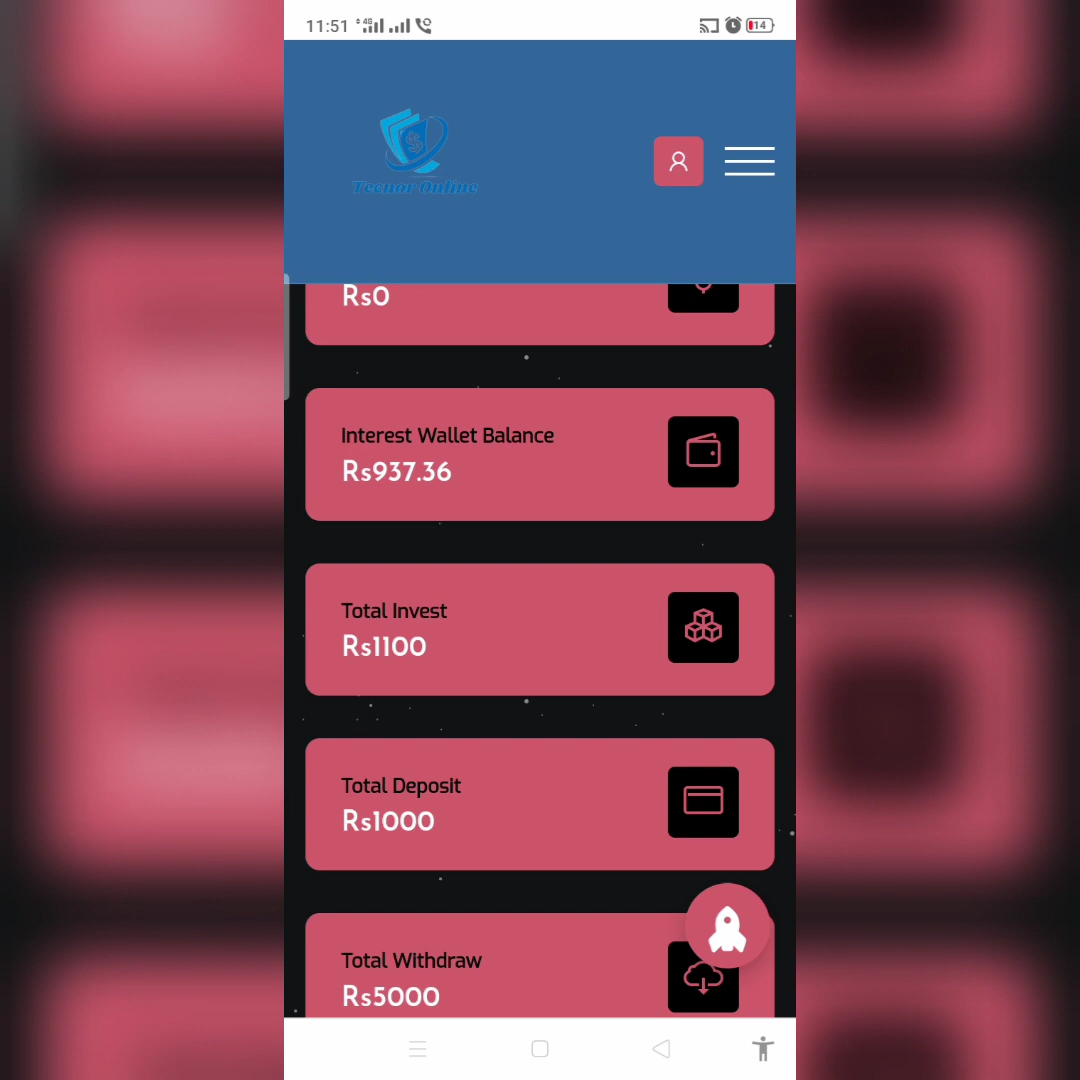 11:51 4G 14
Tecnor Online
Rs0
Interest Wallet Balance
Rs937.36
Total Invest
Rs1100
Total Deposit
Rs1000
Total Withdraw
Rs5000